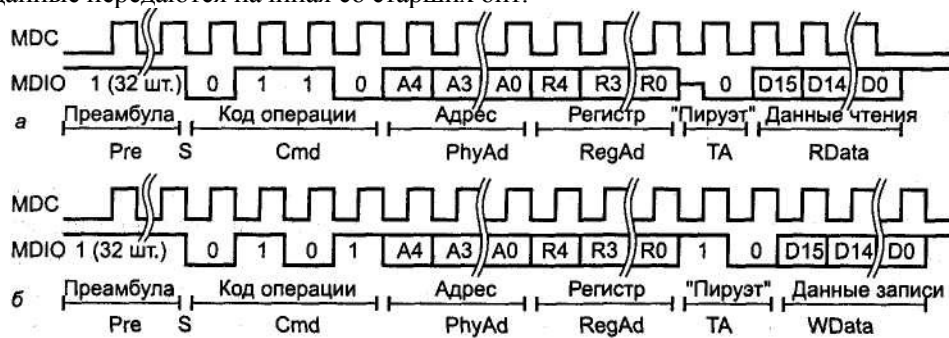 данные передаются начиная со старших бит.
MDC
MDIO 1 (32 шт.) 0 1 1 0 A4 A3 A0 R4 R3 R0 0 D15 D14 D0
а Преамбула Код операции Адрес Регистр "Пируэт" Данные чтения
Pre S Cmd PhyAd RegAd TA RData
MDC
MDIO 1 (32 шт.) 0 1 0 1 A4 A3 A0 R4 R3 R0 1 0 D15 D14 D0
б Преамбула Код операции Адрес Регистр "Пируэт" Данные записи
Pre S Cmd PhyAd RegAd TA WData